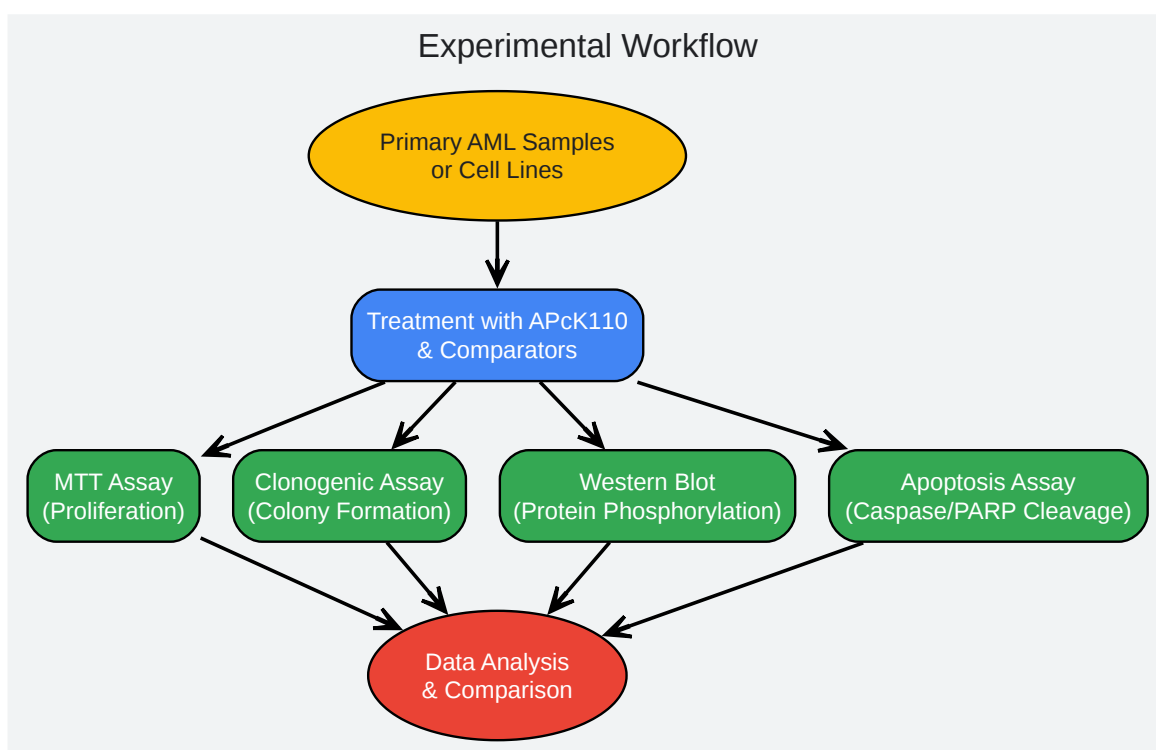 Experimental Workflow
Primary AML Samples
or Cell Lines
Treatment with APcK110
& Comparators
MTT Assay
(Proliferation)
Clonogenic Assay
(Colony Formation)
Western Blot
(Protein Phosphorylation)
Apoptosis Assay
(Caspase/PARP Cleavage)
Data Analysis
& Comparison